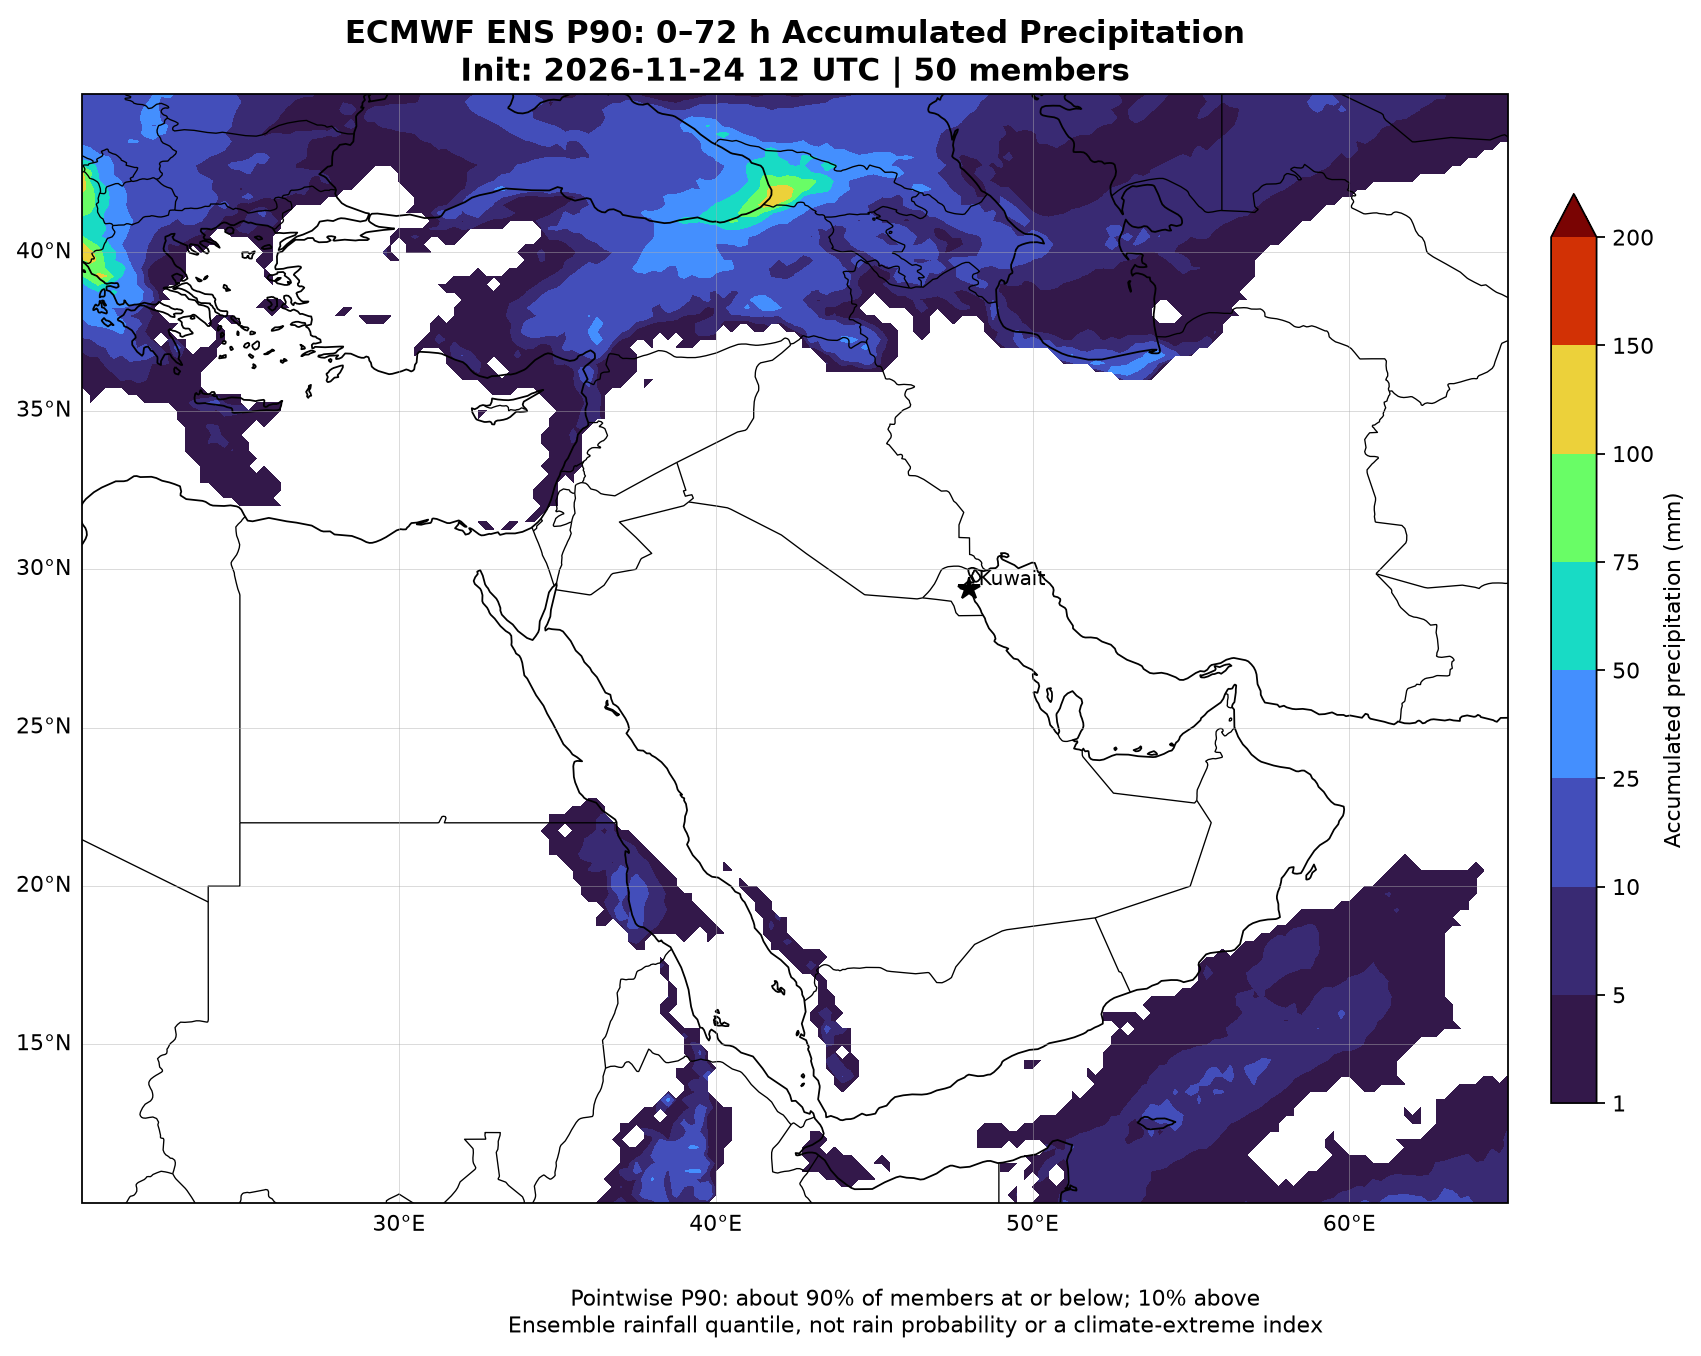 ECMWF ENS P90: 0–72 h Accumulated Precipitation
Init: 2026-11-24 12 UTC | 50 members
40°N
35°N
30°N
25°N
20°N
15°N
30°E
40°E
50°E
60°E
Kuwait
200
150
100
75
50
25
10
5
1
Accumulated precipitation (mm)
Pointwise P90: about 90% of members at or below; 10% above
Ensemble rainfall quantile, not rain probability or a climate-extreme index